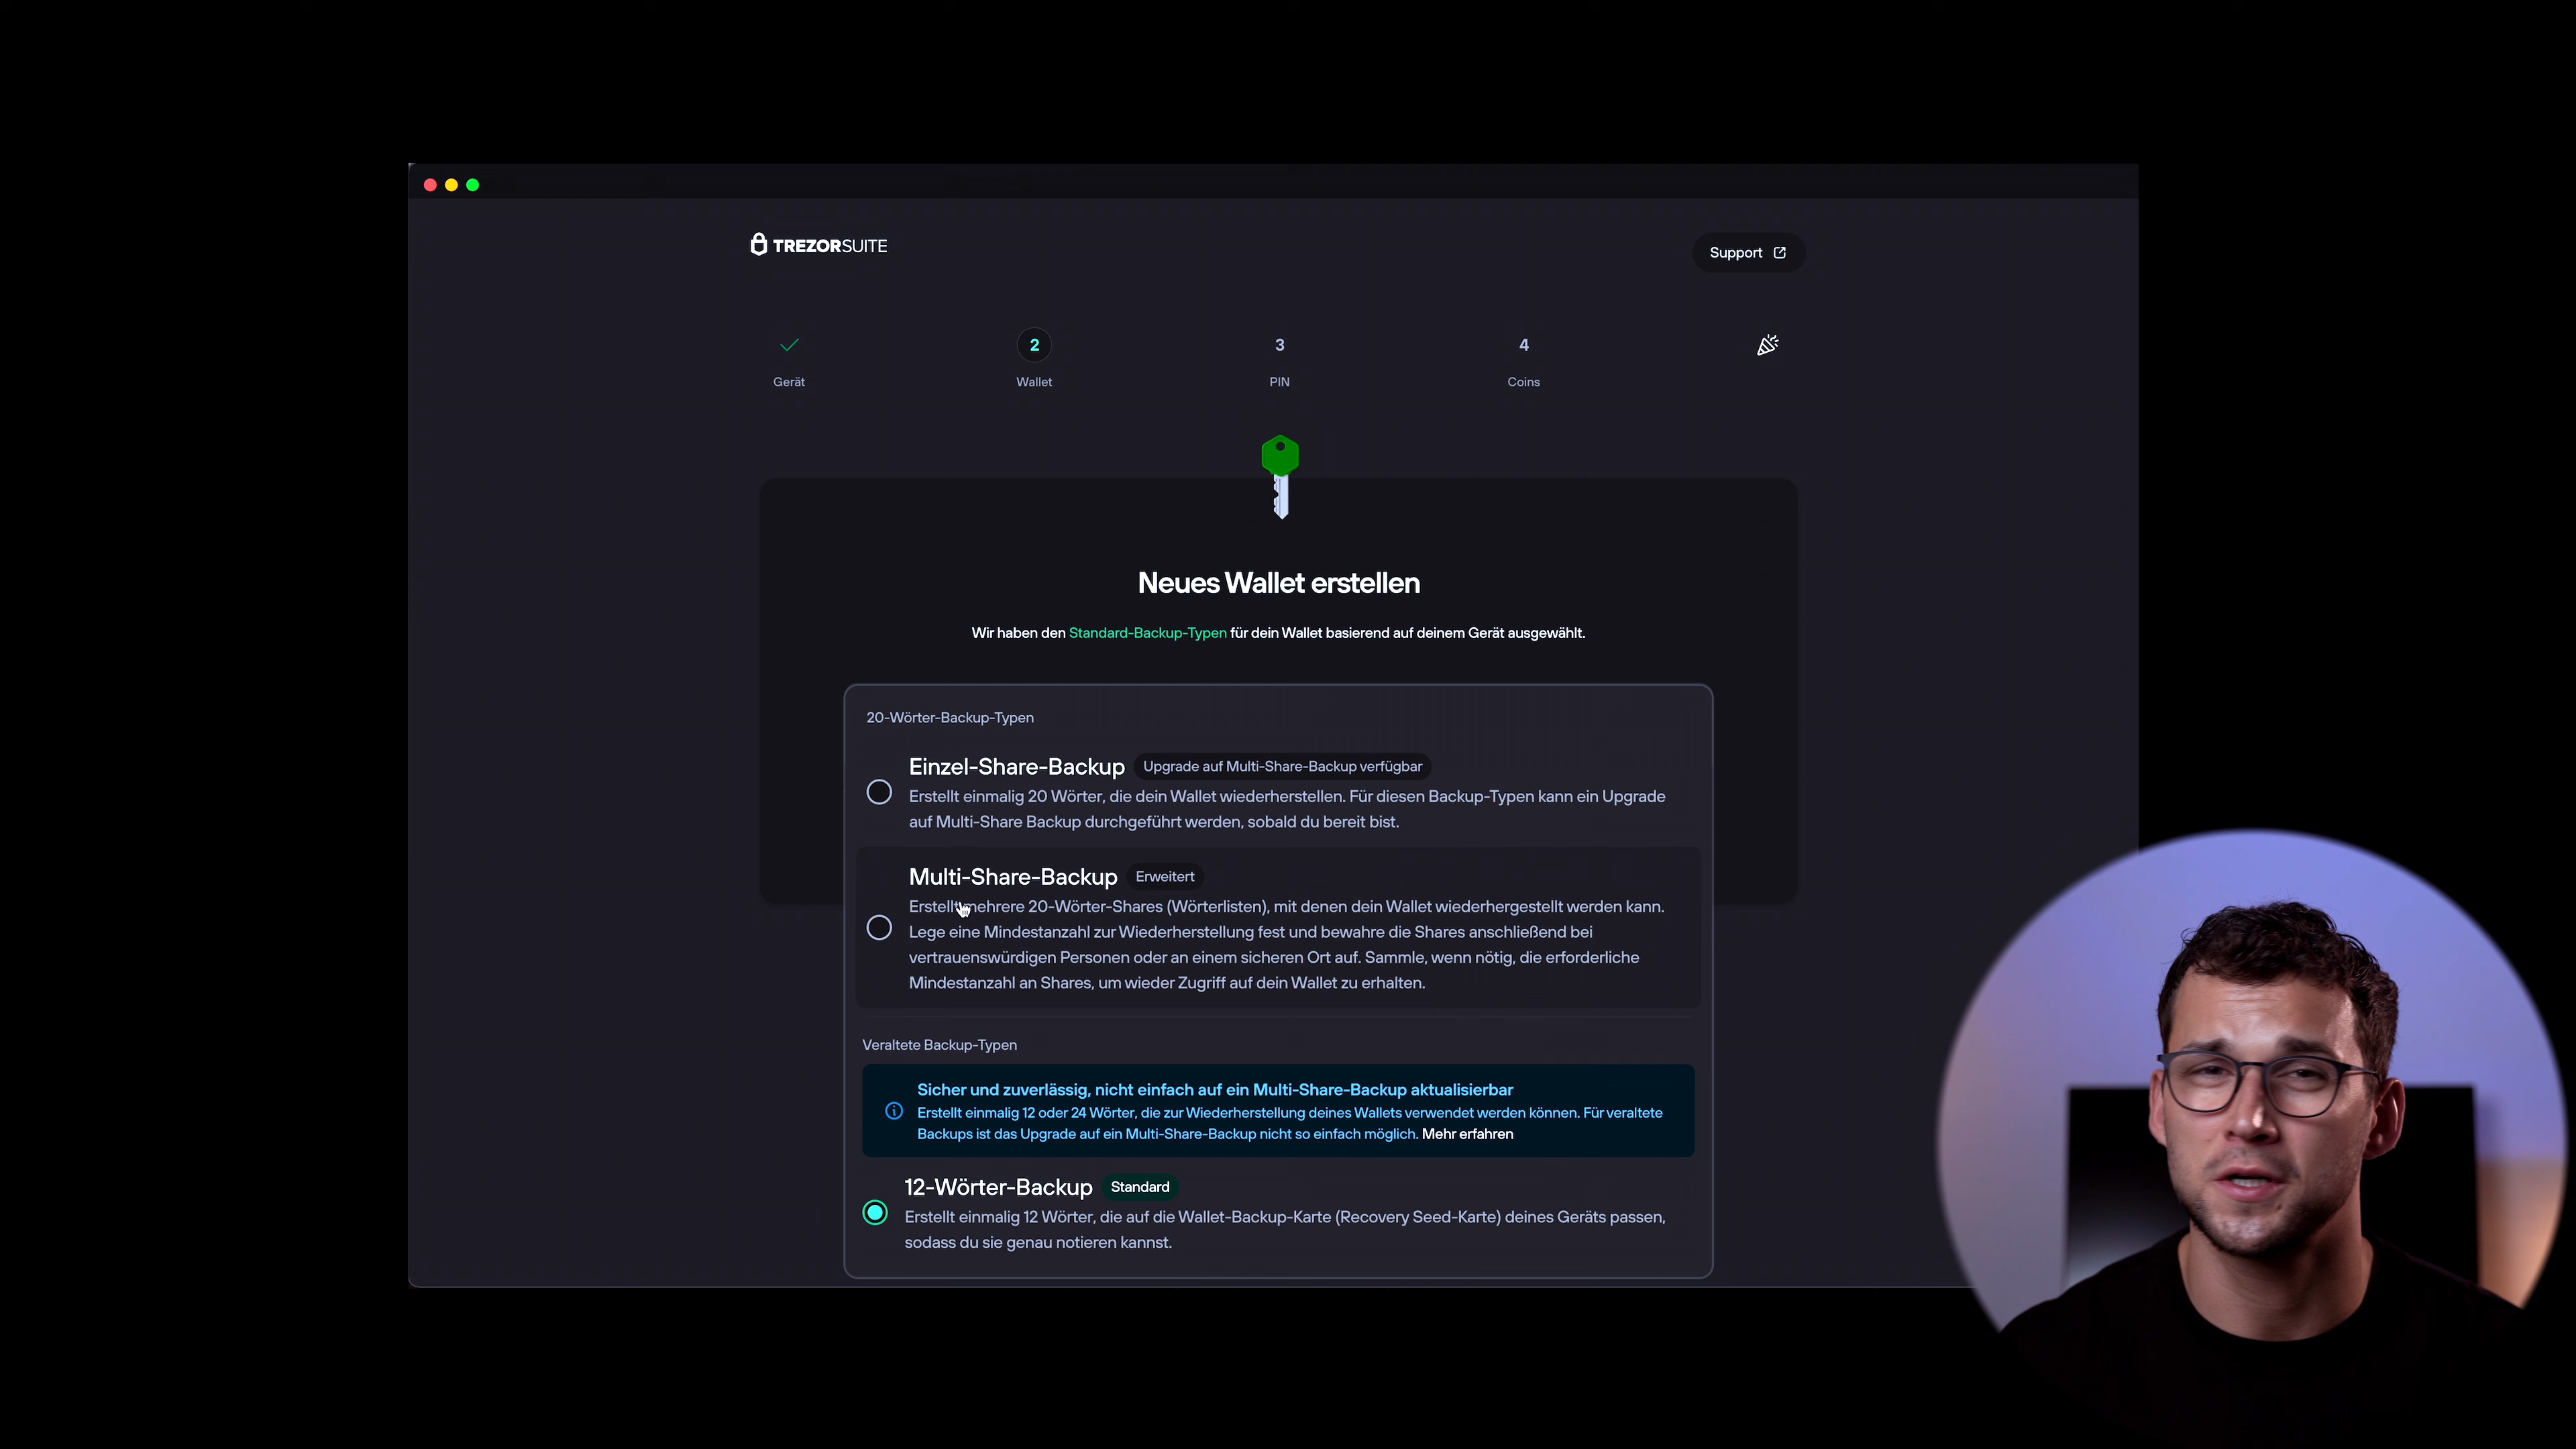 TREZORSUITE
Support
2
3
4
Gerät
Wallet
PIN
Coins
Neues Wallet erstellen
Wir haben den Standard-Backup-Typen für dein Wallet basierend auf deinem Gerät ausgewählt.
20-Wörter-Backup-Typen
Einzel-Share-Backup Upgrade auf Multi-Share-Backup verfügbar
Erstellt einmalig 20 Wörter, die dein Wallet wiederherstellen. Für diesen Backup-Typen kann ein Upgrade
auf Multi-Share Backup durchgeführt werden, sobald du bereit bist.
Multi-Share-Backup Erweitert
Erstellt mehrere 20-Wörter-Shares (Wörterlisten), mit denen dein Wallet wiederhergestellt werden kann.
Lege eine Mindestanzahl zur Wiederherstellung fest und bewahre die Shares anschließend bei
vertrauenswürdigen Personen oder an einem sicheren Ort auf. Sammle, wenn nötig, die erforderliche
Mindestanzahl an Shares, um wieder Zugriff auf dein Wallet zu erhalten.
Veraltete Backup-Typen
Sicher und zuverlässig, nicht einfach auf ein Multi-Share-Backup aktualisierbar
Erstellt einmalig 12 oder 24 Wörter, die zur Wiederherstellung deines Wallets verwendet werden können. Für veraltete
Backups ist das Upgrade auf ein Multi-Share-Backup nicht so einfach möglich. Mehr erfahren
12-Wörter-Backup Standard
Erstellt einmalig 12 Wörter, die auf die Wallet-Backup-Karte (Recovery Seed-Karte) deines Geräts passen,
sodass du sie genau notieren kannst.